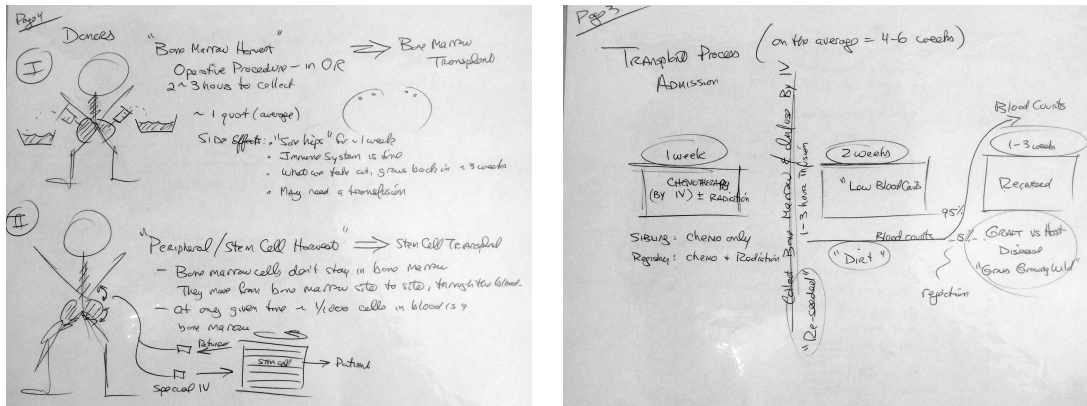 Page 4
Donors
I
"Bone Marrow Harvest" ⇒ Bone Marrow Transplant
Operative Procedure - in OR
2~3 hours to collect
~ 1 quart (average)
Side Effects: • "Sore hips" for ~1 week
• Immune System is fine
• What we take out, grows back in <3 weeks
• May need a transfusion
II
"Peripheral/Stem Cell Harvest" ⇒ Stem Cell Transplant
- Bone marrow cells don't stay in bone marrow
They move from bone marrow site to site, through the blood.
- at any given time ~ 1/1000 cells in blood is a
bone marrow
Return
Stem Cell
Patient
Special IV
Page 3
Transplant Process (on the average = 4-6 weeks)
Admission
1 week
Chemotherapy
(By IV) ± Radiation
Sibling: chemo only
Registry: chemo + Radiation
Collect Bone Marrow & Infuse By IV
1-3 hour infusion
"Re-seeded"
2 weeks
"Low Blood Counts
Blood counts
"Dirt"
95%
5%
rejection
Blood Counts
1-3 weeks
Recovered
Graft vs Host
Disease
"Grass Growing Wild"